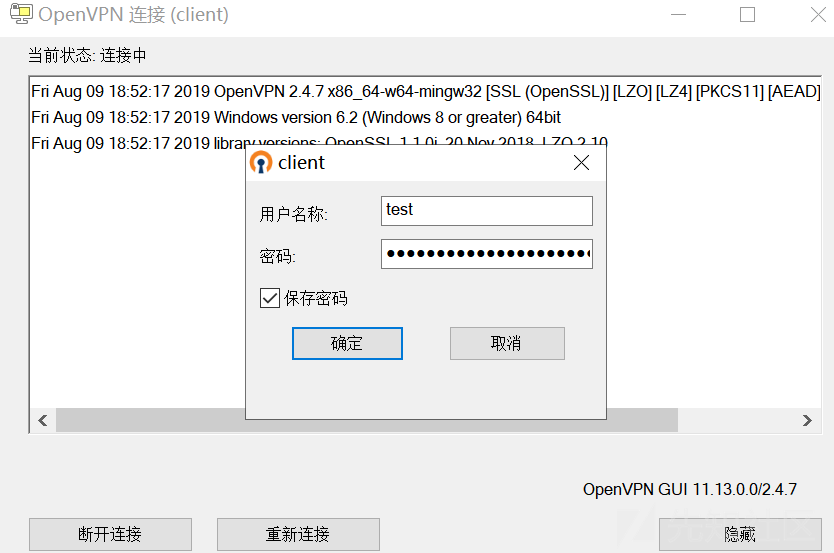 OpenVPN 连接 (client)
当前状态: 连接中
Fri Aug 09 18:52:17 2019 OpenVPN 2.4.7 x86_64-w64-mingw32 [SSL (OpenSSL)] [LZO] [LZ4] [PKCS11] [AEAD]
Fri Aug 09 18:52:17 2019 Windows version 6.2 (Windows 8 or greater) 64bit
Fri Aug 09 18:52:17 2019 library versions: OpenSSL 1.1.0j 20 Nov 2018, LZO 2.10
client
用户名称:
test
密码:
保存密码
确定
取消
OpenVPN GUI 11.13.0.0/2.4.7
断开连接
重新连接
隐藏